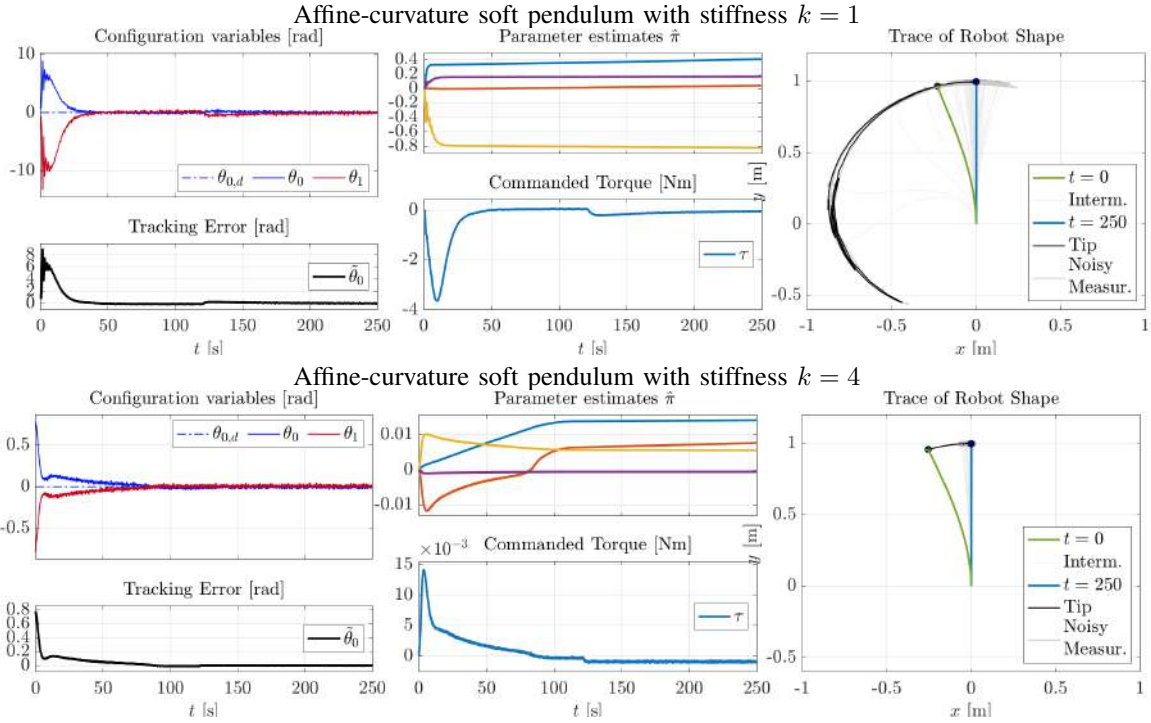 Affine-curvature soft pendulum with stiffness k = 1
Configuration variables [rad]
10
0
-10
θ0,d θ0 θ1
Tracking Error [rad]
8
6
4
2
0
θ̃0
0 50 100 150 200 250
t [s]
Parameter estimates π̂
0.4
0.2
0
-0.2
-0.4
-0.6
-0.8
Commanded Torque [Nm]
0
-2
-4
τ
0 50 100 150 200 250
t [s]
Trace of Robot Shape
y [m]
1
0.5
0
-0.5
t = 0
Interm.
t = 250
Tip
Noisy
Measur.
-1 -0.5 0 0.5 1
x [m]
Affine-curvature soft pendulum with stiffness k = 4
Configuration variables [rad]
0.5
0
-0.5
θ0,d θ0 θ1
Tracking Error [rad]
0.8
0.6
0.4
0.2
0
θ̃0
0 50 100 150 200 250
t [s]
Parameter estimates π̂
0.01
0
-0.01
×10⁻³ Commanded Torque [Nm]
15
10
5
0
τ
0 50 100 150 200 250
t [s]
Trace of Robot Shape
y [m]
1
0
-1
t = 0
Interm.
t = 250
Tip
Noisy
Measur.
-1 -0.5 0 0.5 1
x [m]